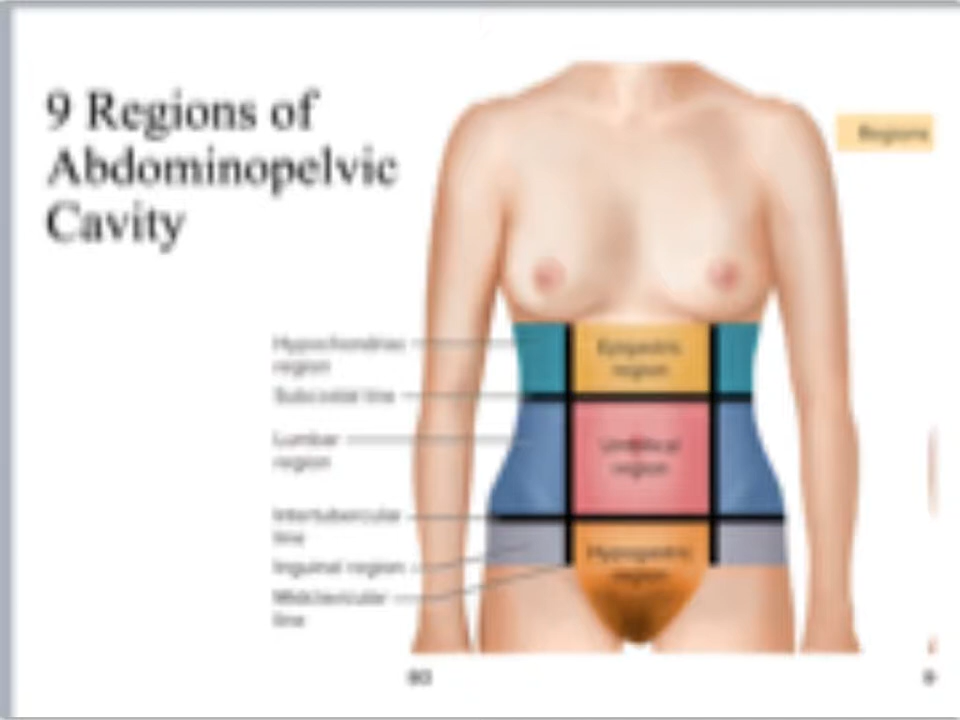 9 Regions of
Abdominopelvic
Cavity
Regions
Hypochondriac
region
Subcostal line
Lumbar
region
Intertubercular
line
Inguinal region
Midclavicular
line
Epigastric
region
Umbilical
region
Hypogastric
region